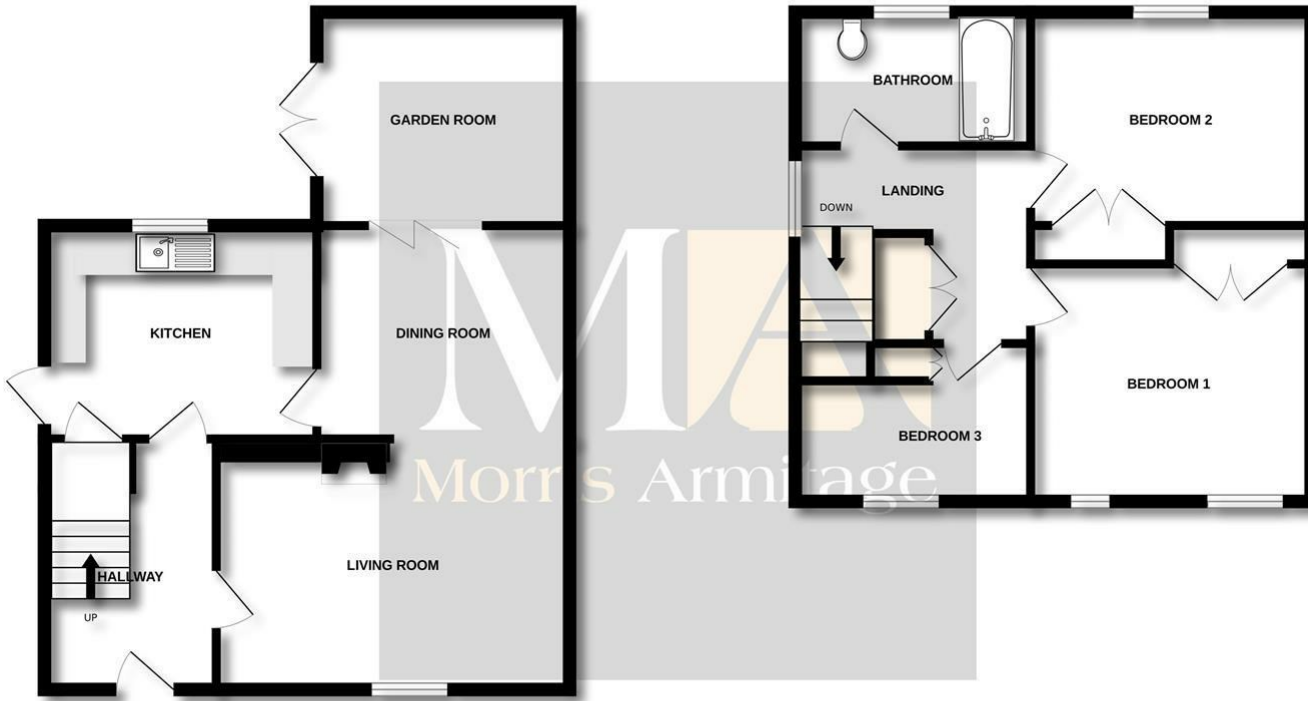 GARDEN ROOM
KITCHEN
DINING ROOM
LIVING ROOM
HALLWAY
UP
BATHROOM
BEDROOM 2
LANDING
DOWN
BEDROOM 1
BEDROOM 3
MA
Morris Armitage